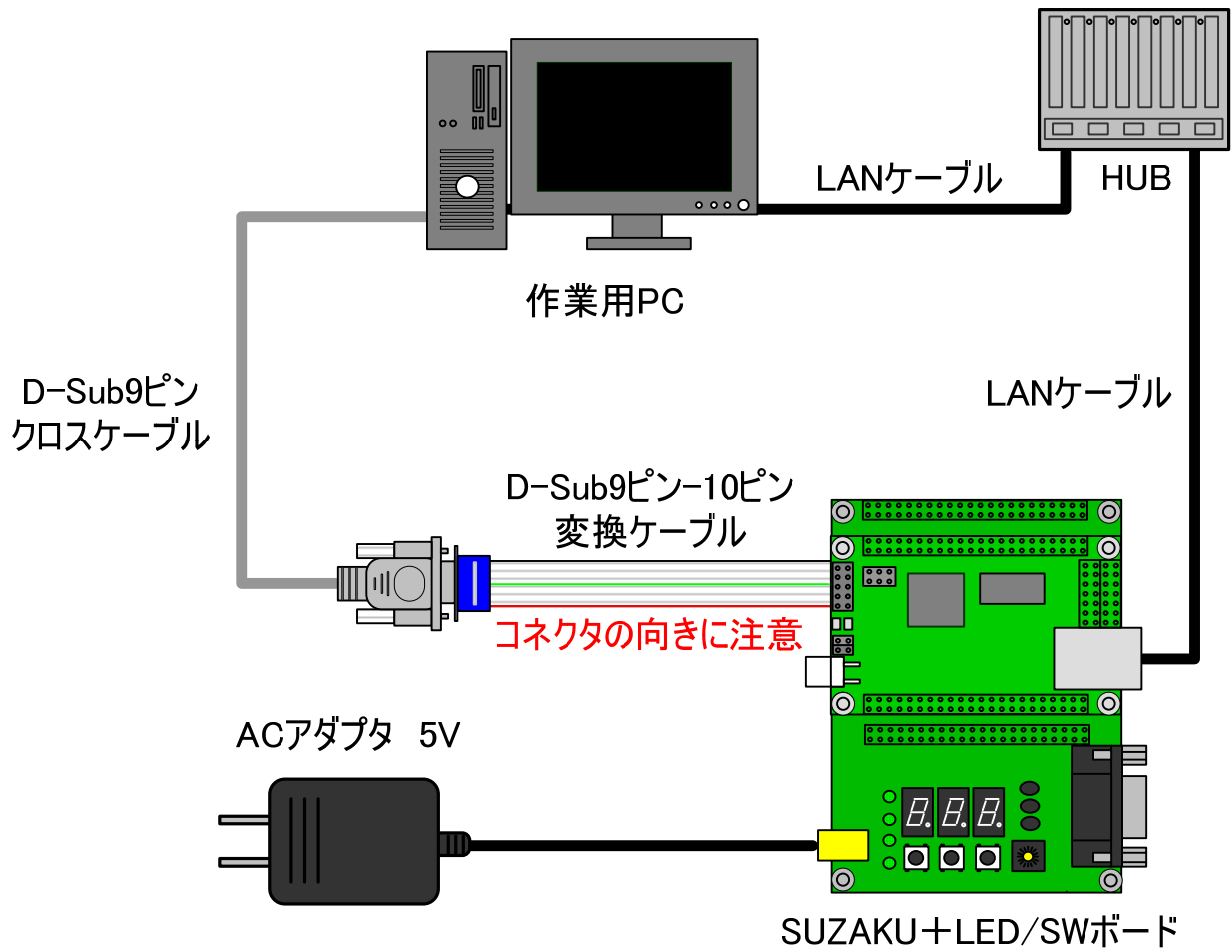 LANケーブル
HUB
作業用PC
D-Sub9ピン
クロスケーブル
LANケーブル
D-Sub9ピン-10ピン
変換ケーブル
コネクタの向きに注意
ACアダプタ 5V
8.8.8.
SUZAKU+LED/SWボード